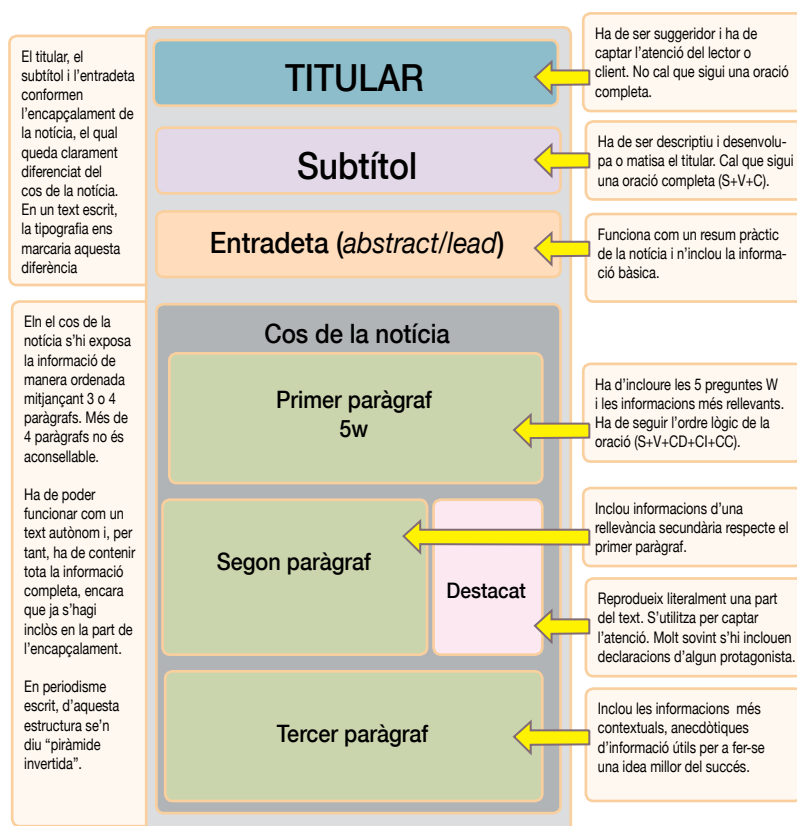 El titular, el
subtítol i l’entradeta
conformen
l’encapçalament de
la notícia, el qual
queda clarament
diferenciat del
cos de la notícia.
En un text escrit,
la tipografia ens
marcaria aquesta
diferència
TITULAR
Ha de ser suggeridor i ha de
captar l’atenció del lector o
client. No cal que sigui una oració
completa.
Subtítol
Ha de ser descriptiu i desenvolu-
pa o matisa el titular. Cal que sigui
una oració completa (S+V+C).
Entradeta (abstract/lead)
Funciona com un resum pràctic
de la notícia i n’inclou la informa-
ció bàsica.
Eln el cos de la
notícia s’hi exposa
la informació de
manera ordenada
mitjançant 3 o 4
paràgrafs. Més de
4 paràgrafs no és
aconsellable.
Ha de poder
funcionar com un
text autònom i, per
tant, ha de contenir
tota la informació
completa, encara
que ja s’hagi
inclòs en la part de
l’encapçalament.
En periodisme
escrit, d’aquesta
estructura se’n
diu “piràmide
invertida”.
Cos de la notícia
Primer paràgraf
5w
Ha d’incloure les 5 preguntes W
i les informacions més rellevants.
Ha de seguir l’ordre lògic de la
oració (S+V+CD+CI+CC).
Segon paràgraf
Inclou informacions d’una
rellevància secundària respecte el
primer paràgraf.
Destacat
Reprodueix literalment una part
del text. S’utilitza per captar
l’atenció. Molt sovint s’hi inclouen
declaracions d’algun protagonista.
Tercer paràgraf
Inclou les informacions més
contextuals, anecdòtiques
d’informació útils per a fer-se
una idea millor del succés.